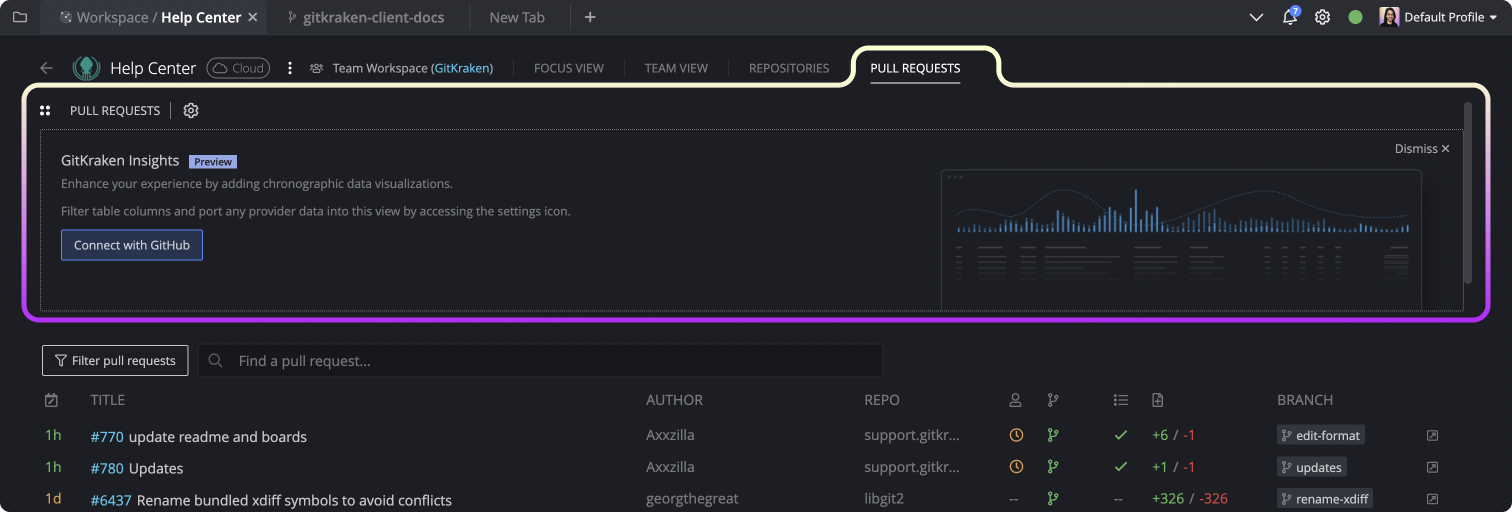 Workspace / Help Center ✕ gitkraken-client-docs New Tab + 7 Default Profile
Help Center Cloud Team Workspace (GitKraken) FOCUS VIEW TEAM VIEW REPOSITORIES PULL REQUESTS
PULL REQUESTS
GitKraken Insights Preview Dismiss ✕
Enhance your experience by adding chronographic data visualizations.
Filter table columns and port any provider data into this view by accessing the settings icon.
Connect with GitHub
Filter pull requests Find a pull request...
TITLE AUTHOR REPO BRANCH
1h #770 update readme and boards Axxzilla support.gitkr... +6 / -1 edit-format
1h #780 Updates Axxzilla support.gitkr... +1 / -1 updates
1d #6437 Rename bundled xdiff symbols to avoid conflicts georgthegreat libgit2 -- -- +326 / -326 rename-xdiff